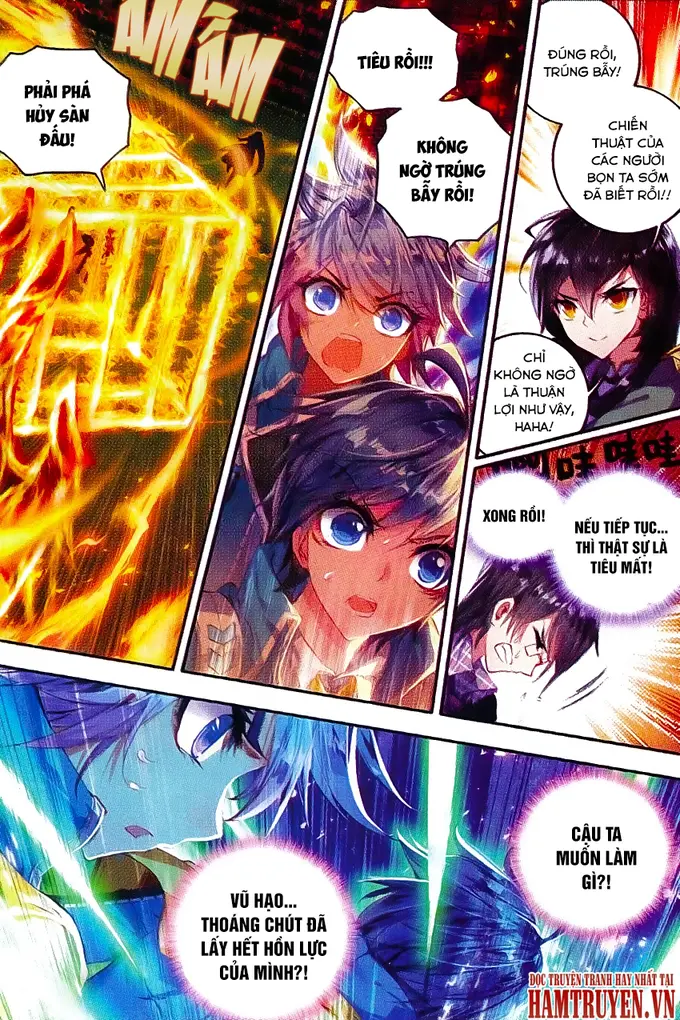 ẦM ẦM
PHẢI PHÁ
HỦY SÀN
ĐẤU!
TIÊU RỒI!!!
KHÔNG
NGỜ TRÚNG
BẪY RỒI!
ĐÚNG RỒI,
TRÚNG BẪY!
CHIẾN
THUẬT CỦA
CÁC NGƯỜI
BỌN TA SỚM
ĐÃ BIẾT RỒI!!
CHỈ
KHÔNG NGỜ
LÀ THUẬN
LỢI NHƯ VẬY,
HAHA!
哇哇
XONG RỒI!
NẾU TIẾP TỤC...
THÌ THẬT SỰ LÀ
TIÊU MẤT!
VŨ HẠO...
THOÁNG CHÚT ĐÃ
LẤY HẾT HỒN LỰC
CỦA MÌNH?!
CẬU TA
MUỐN LÀM
GÌ?!
ĐỌC TRUYỆN TRANH HAY NHẤT TẠI
HAMTRUYEN.VN